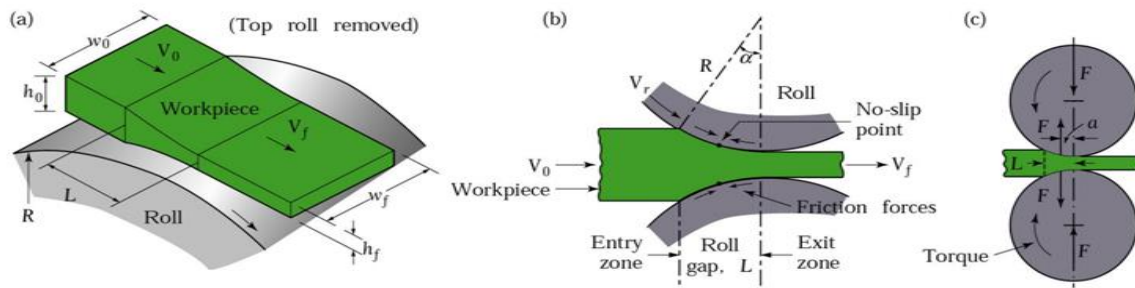 (a)
(Top roll removed)
w0
V0
h0
Workpiece
Vf
L
R
Roll
wf
hf
(b)
R
α
Vr
Roll
No-slip
point
V0
Vf
Workpiece
Friction forces
Entry
zone
Roll
gap, L
Exit
zone
(c)
F
F
a
L
F
F
Torque